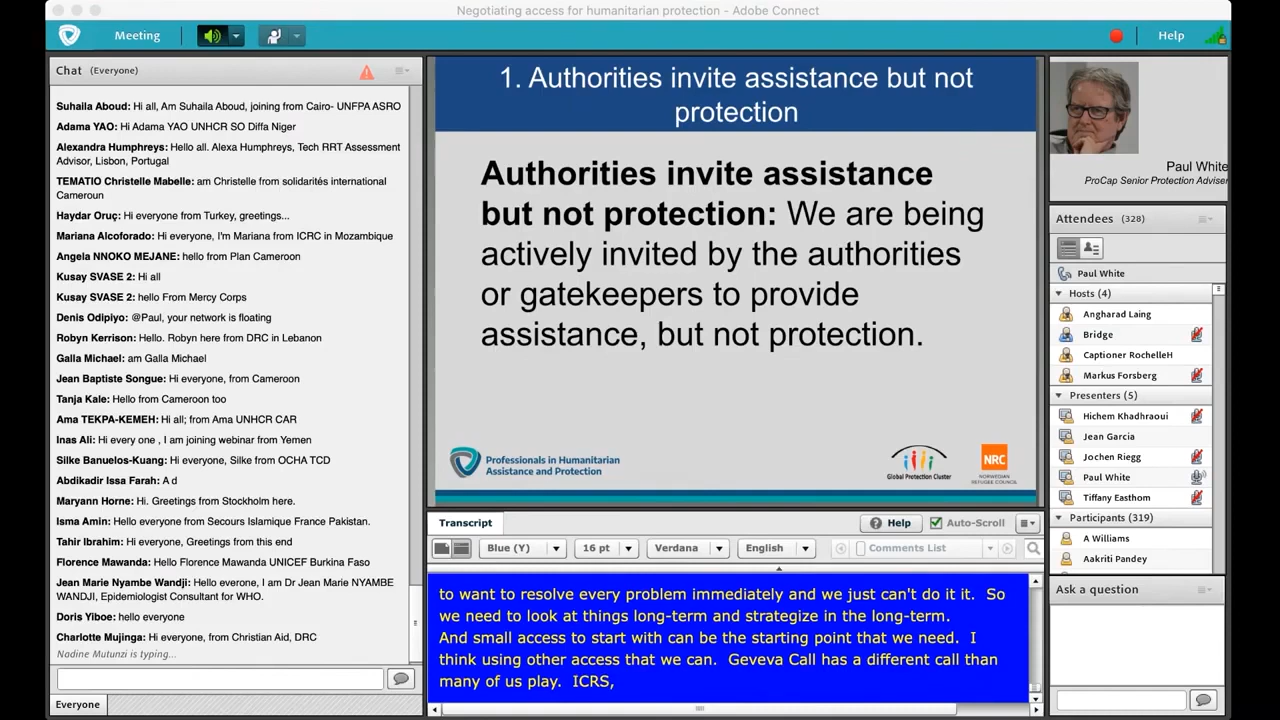 Negotiating access for humanitarian protection - Adobe Connect
Meeting
Help
Chat (Everyone)
Suhaila Aboud: Hi all, Am Suhaila Aboud, joining from Cairo- UNFPA ASRO
Adama YAO: Hi Adama YAO UNHCR SO Diffa Niger
Alexandra Humphreys: Hello all. Alexa Humphreys, Tech RRT Assessment
Advisor, Lisbon, Portugal
TEMATIO Christelle Mabelle: am Christelle from solidarités international
Cameroun
Haydar Oruç: Hi everyone from Turkey, greetings...
Mariana Alcoforado: Hi everyone, I'm Mariana from ICRC in Mozambique
Angela NNOKO MEJANE: hello from Plan Cameroon
Kusay SVASE 2: Hi all
Kusay SVASE 2: hello From Mercy Corps
Denis Odipiyo: @Paul, your network is floating
Robyn Kerrison: Hello. Robyn here from DRC in Lebanon
Galla Michael: am Galla Michael
Jean Baptiste Songue: Hi everyone, from Cameroon
Tanja Kale: Hello from Cameroon too
Ama TEKPA-KEMEH: Hi all; from Ama UNHCR CAR
Inas Ali: Hi every one , I am joining webinar from Yemen
Silke Banuelos-Kuang: Hi everyone, Silke from OCHA TCD
Abdikadir Issa Farah: A d
Maryann Horne: Hi. Greetings from Stockholm here.
Isma Amin: Hello everyone from Secours Islamique France Pakistan.
Tahir Ibrahim: Hi everyone, Greetings from this end
Florence Mawanda: Hello Florence Mawanda UNICEF Burkina Faso
Jean Marie Nyambe Wandji: Hello everone, I am Dr Jean Marie NYAMBE
WANDJI, Epidemiologist Consultant for WHO.
Doris Yiboe: hello everyone
Charlotte Mujinga: Hi everyone, from Christian Aid, DRC
Nadine Mutunzi is typing...
Everyone
1. Authorities invite assistance but not
protection
Authorities invite assistance
but not protection: We are being
actively invited by the authorities
or gatekeepers to provide
assistance, but not protection.
Professionals in Humanitarian
Assistance and Protection
Global Protection Cluster
NRC
NORWEGIAN
REFUGEE COUNCIL
Transcript
Help
Auto-Scroll
Blue (Y)
16 pt
Verdana
English
Comments List
to want to resolve every problem immediately and we just can't do it it. So
we need to look at things long-term and strategize in the long-term.
And small access to start with can be the starting point that we need. I
think using other access that we can. Geveva Call has a different call than
many of us play. ICRS,
Paul White
ProCap Senior Protection Adviser
Attendees (328)
Paul White
Hosts (4)
Angharad Laing
Bridge
Captioner RochelleH
Markus Forsberg
Presenters (5)
Hichem Khadhraoui
Jean Garcia
Jochen Riegg
Paul White
Tiffany Easthom
Participants (319)
A Williams
Aakriti Pandey
Ask a question